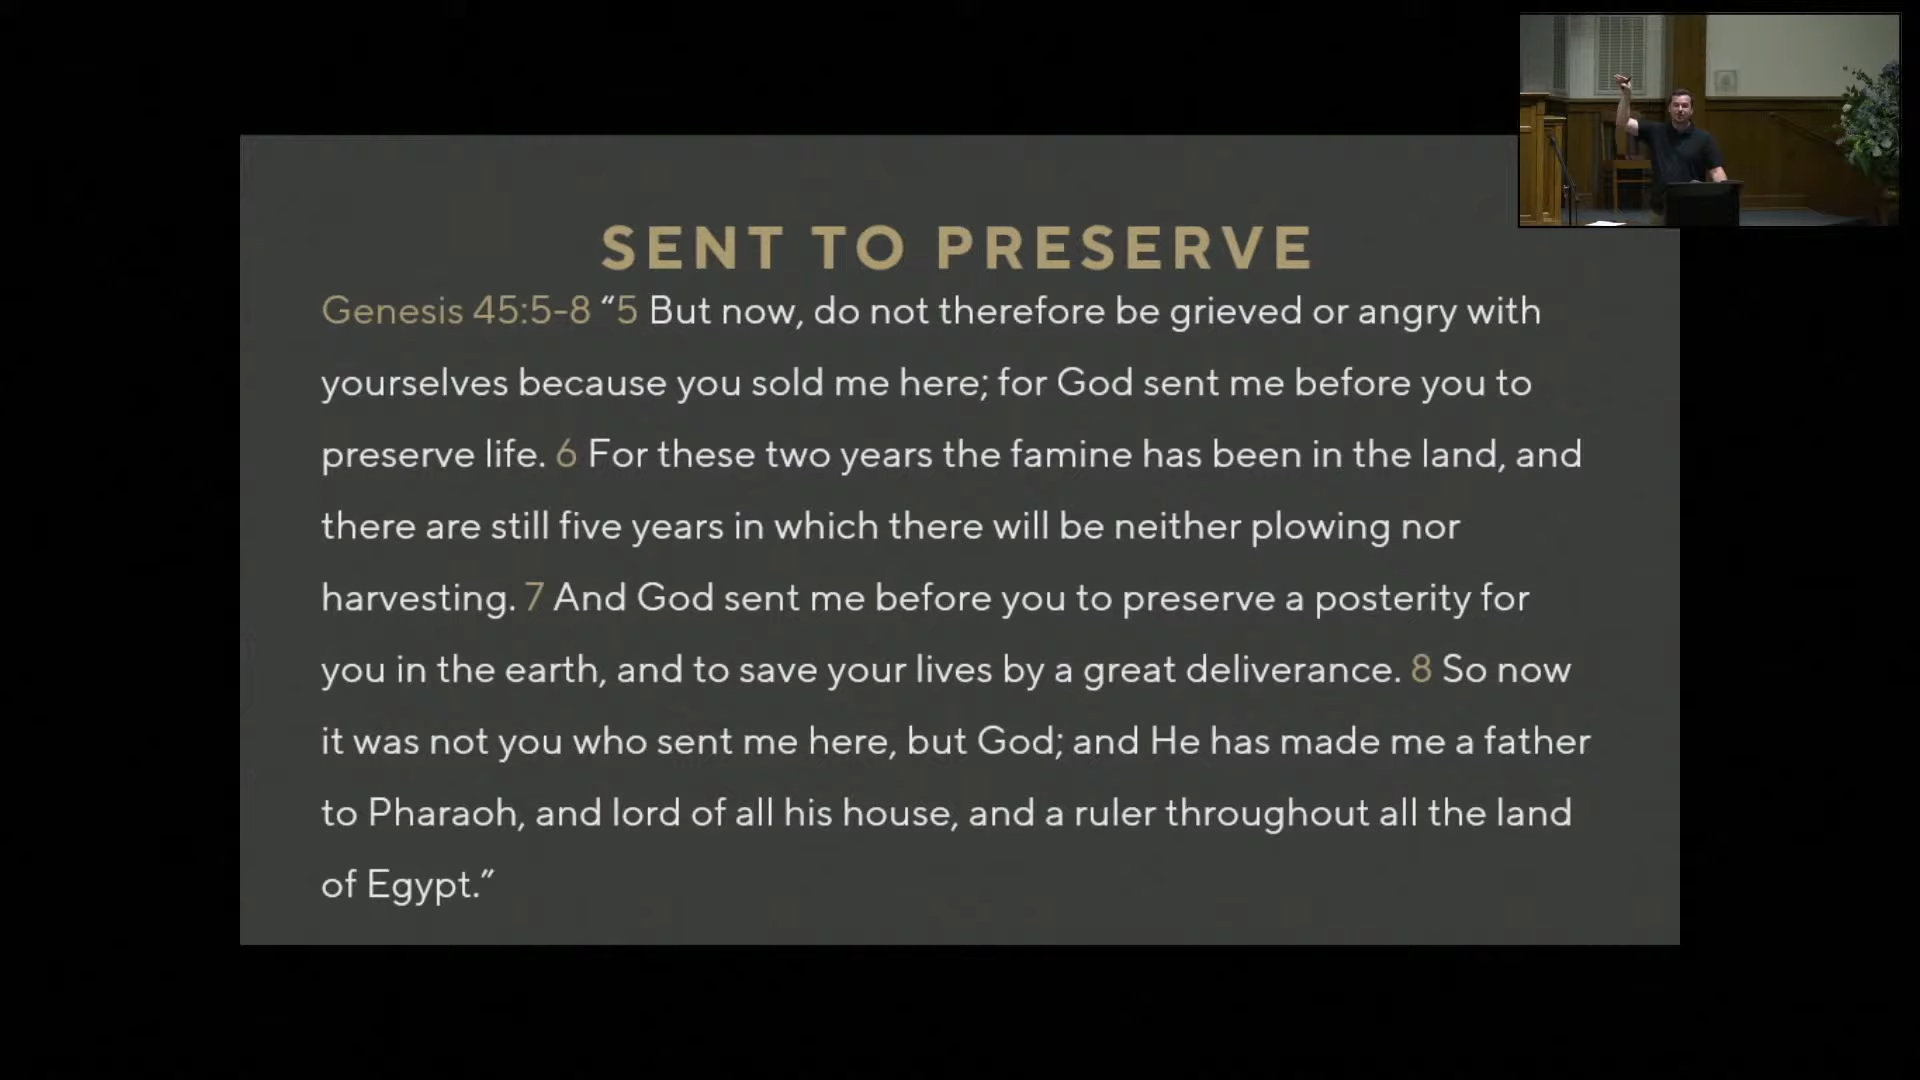 SENT TO PRESERVE
Genesis 45:5-8 “5 But now, do not therefore be grieved or angry with
yourselves because you sold me here; for God sent me before you to
preserve life. 6 For these two years the famine has been in the land, and
there are still five years in which there will be neither plowing nor
harvesting. 7 And God sent me before you to preserve a posterity for
you in the earth, and to save your lives by a great deliverance. 8 So now
it was not you who sent me here, but God; and He has made me a father
to Pharaoh, and lord of all his house, and a ruler throughout all the land
of Egypt.”